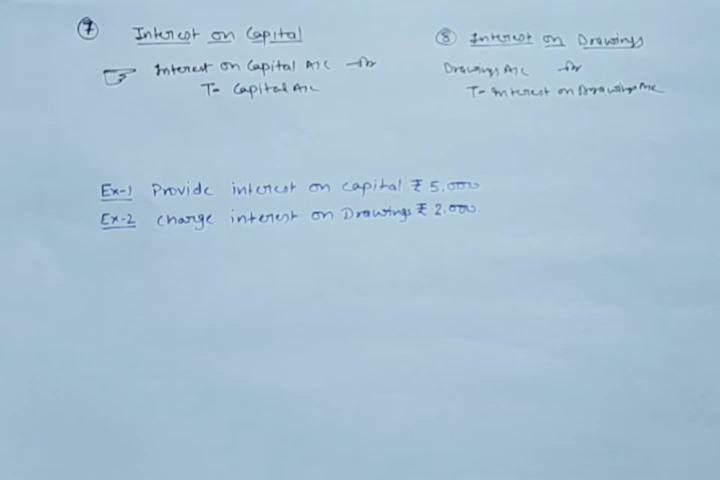 ⑦ Interest on Capital
☞ Interest on Capital A/c Dr
To Capital A/c
⑧ Interest on Drawings
Drawings A/c Dr
To Interest on Drawings A/c
Ex-1 Provide interest on capital ₹ 5,000
Ex-2 Charge interest on Drawings ₹ 2,000